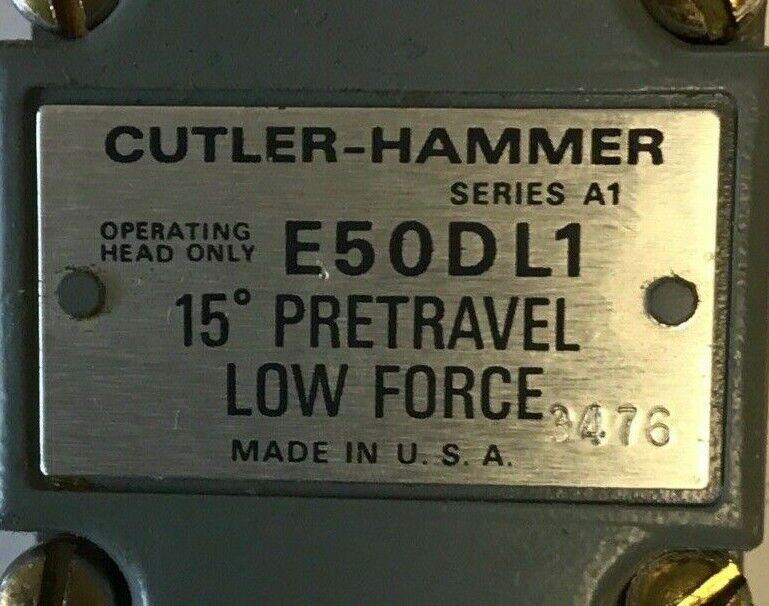 CUTLER-HAMMER
SERIES A1
OPERATING HEAD ONLY E50DL1
15° PRETRAVEL
LOW FORCE
3476
MADE IN U.S.A.